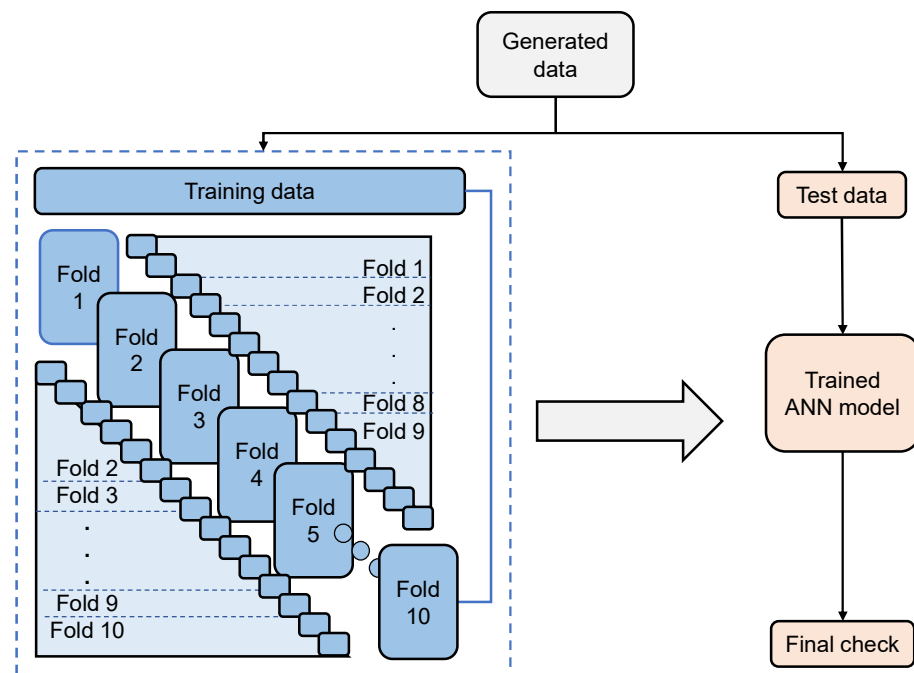 Generated
data
Training data
Test data
Fold
1
Fold
2
Fold
3
Fold
4
Fold
5
Fold
10
Fold 1
Fold 2
.
.
.
Fold 8
Fold 9
Fold 2
Fold 3
.
.
.
Fold 9
Fold 10
Trained
ANN model
Final check